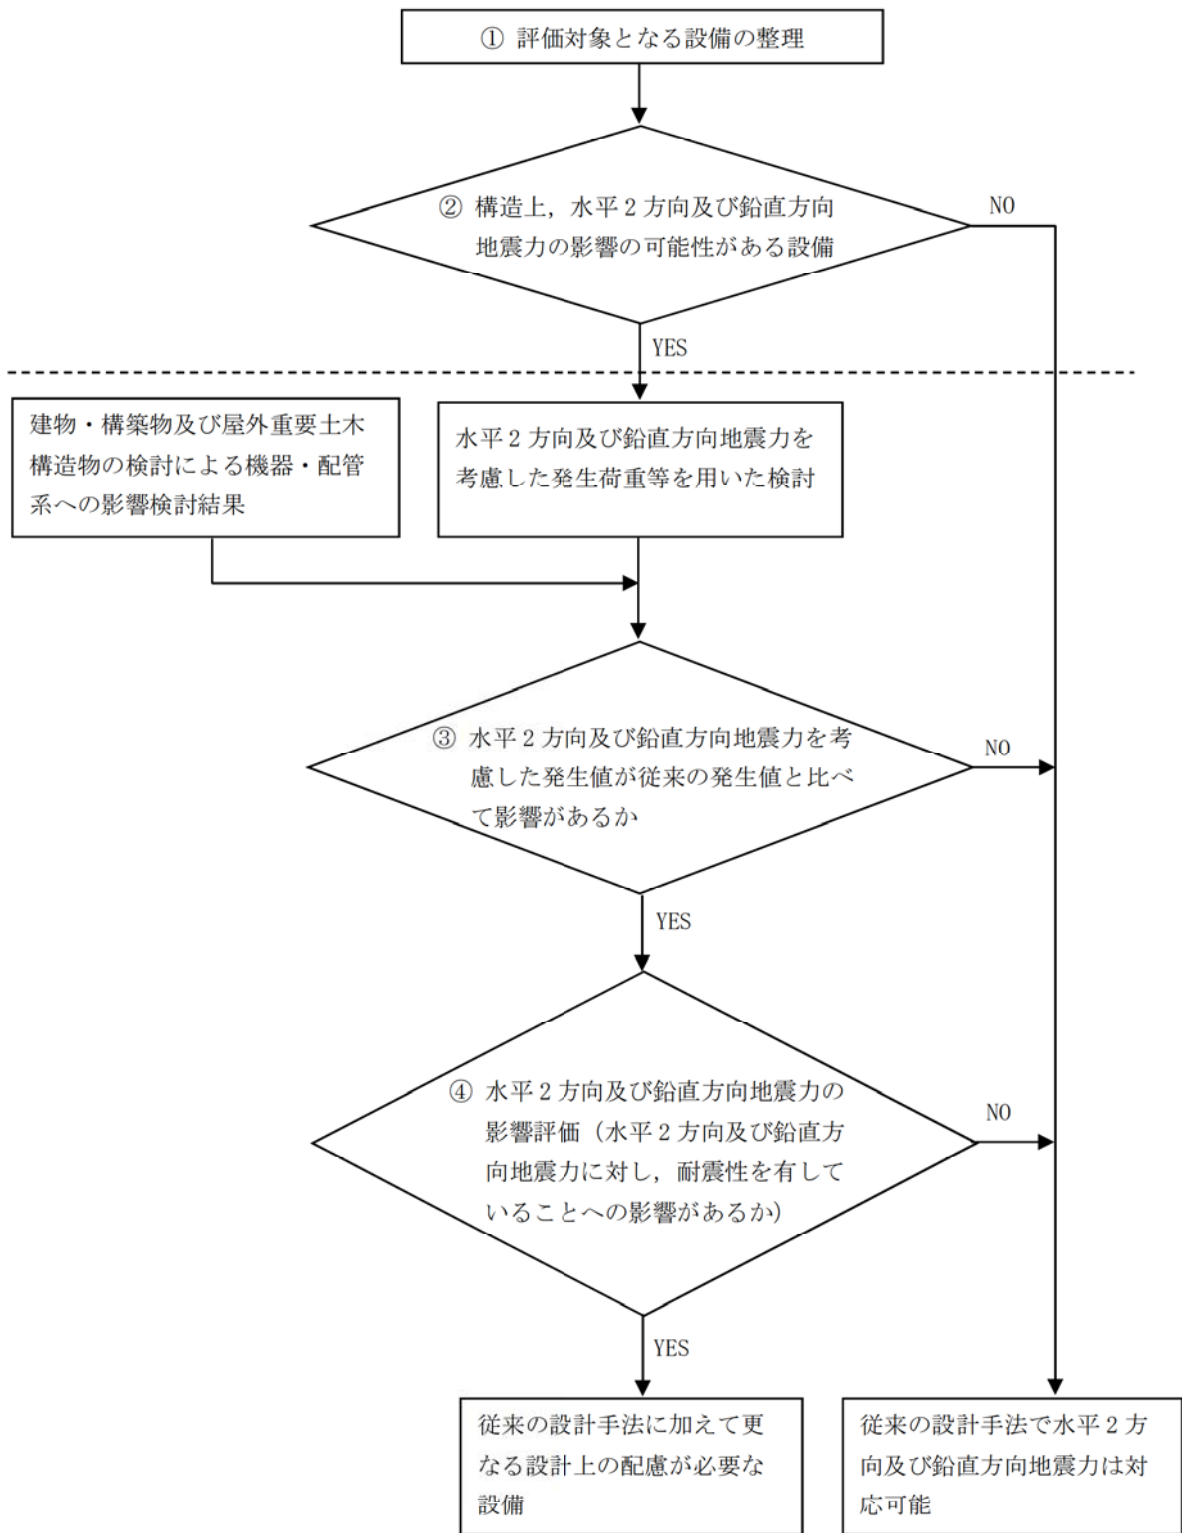 ① 評価対象となる設備の整理
② 構造上，水平２方向及び鉛直方向
地震力の影響の可能性がある設備
NO
YES
建物・構築物及び屋外重要土木
構造物の検討による機器・配管
系への影響検討結果
水平２方向及び鉛直方向地震力を
考慮した発生荷重等を用いた検討
③ 水平２方向及び鉛直方向地震力を考
慮した発生値が従来の発生値と比べ
て影響があるか
NO
YES
④ 水平２方向及び鉛直方向地震力の
影響評価（水平２方向及び鉛直方
向地震力に対し，耐震性を有して
いることへの影響があるか）
NO
YES
従来の設計手法に加えて更
なる設計上の配慮が必要な
設備
従来の設計手法で水平２方
向及び鉛直方向地震力は対
応可能